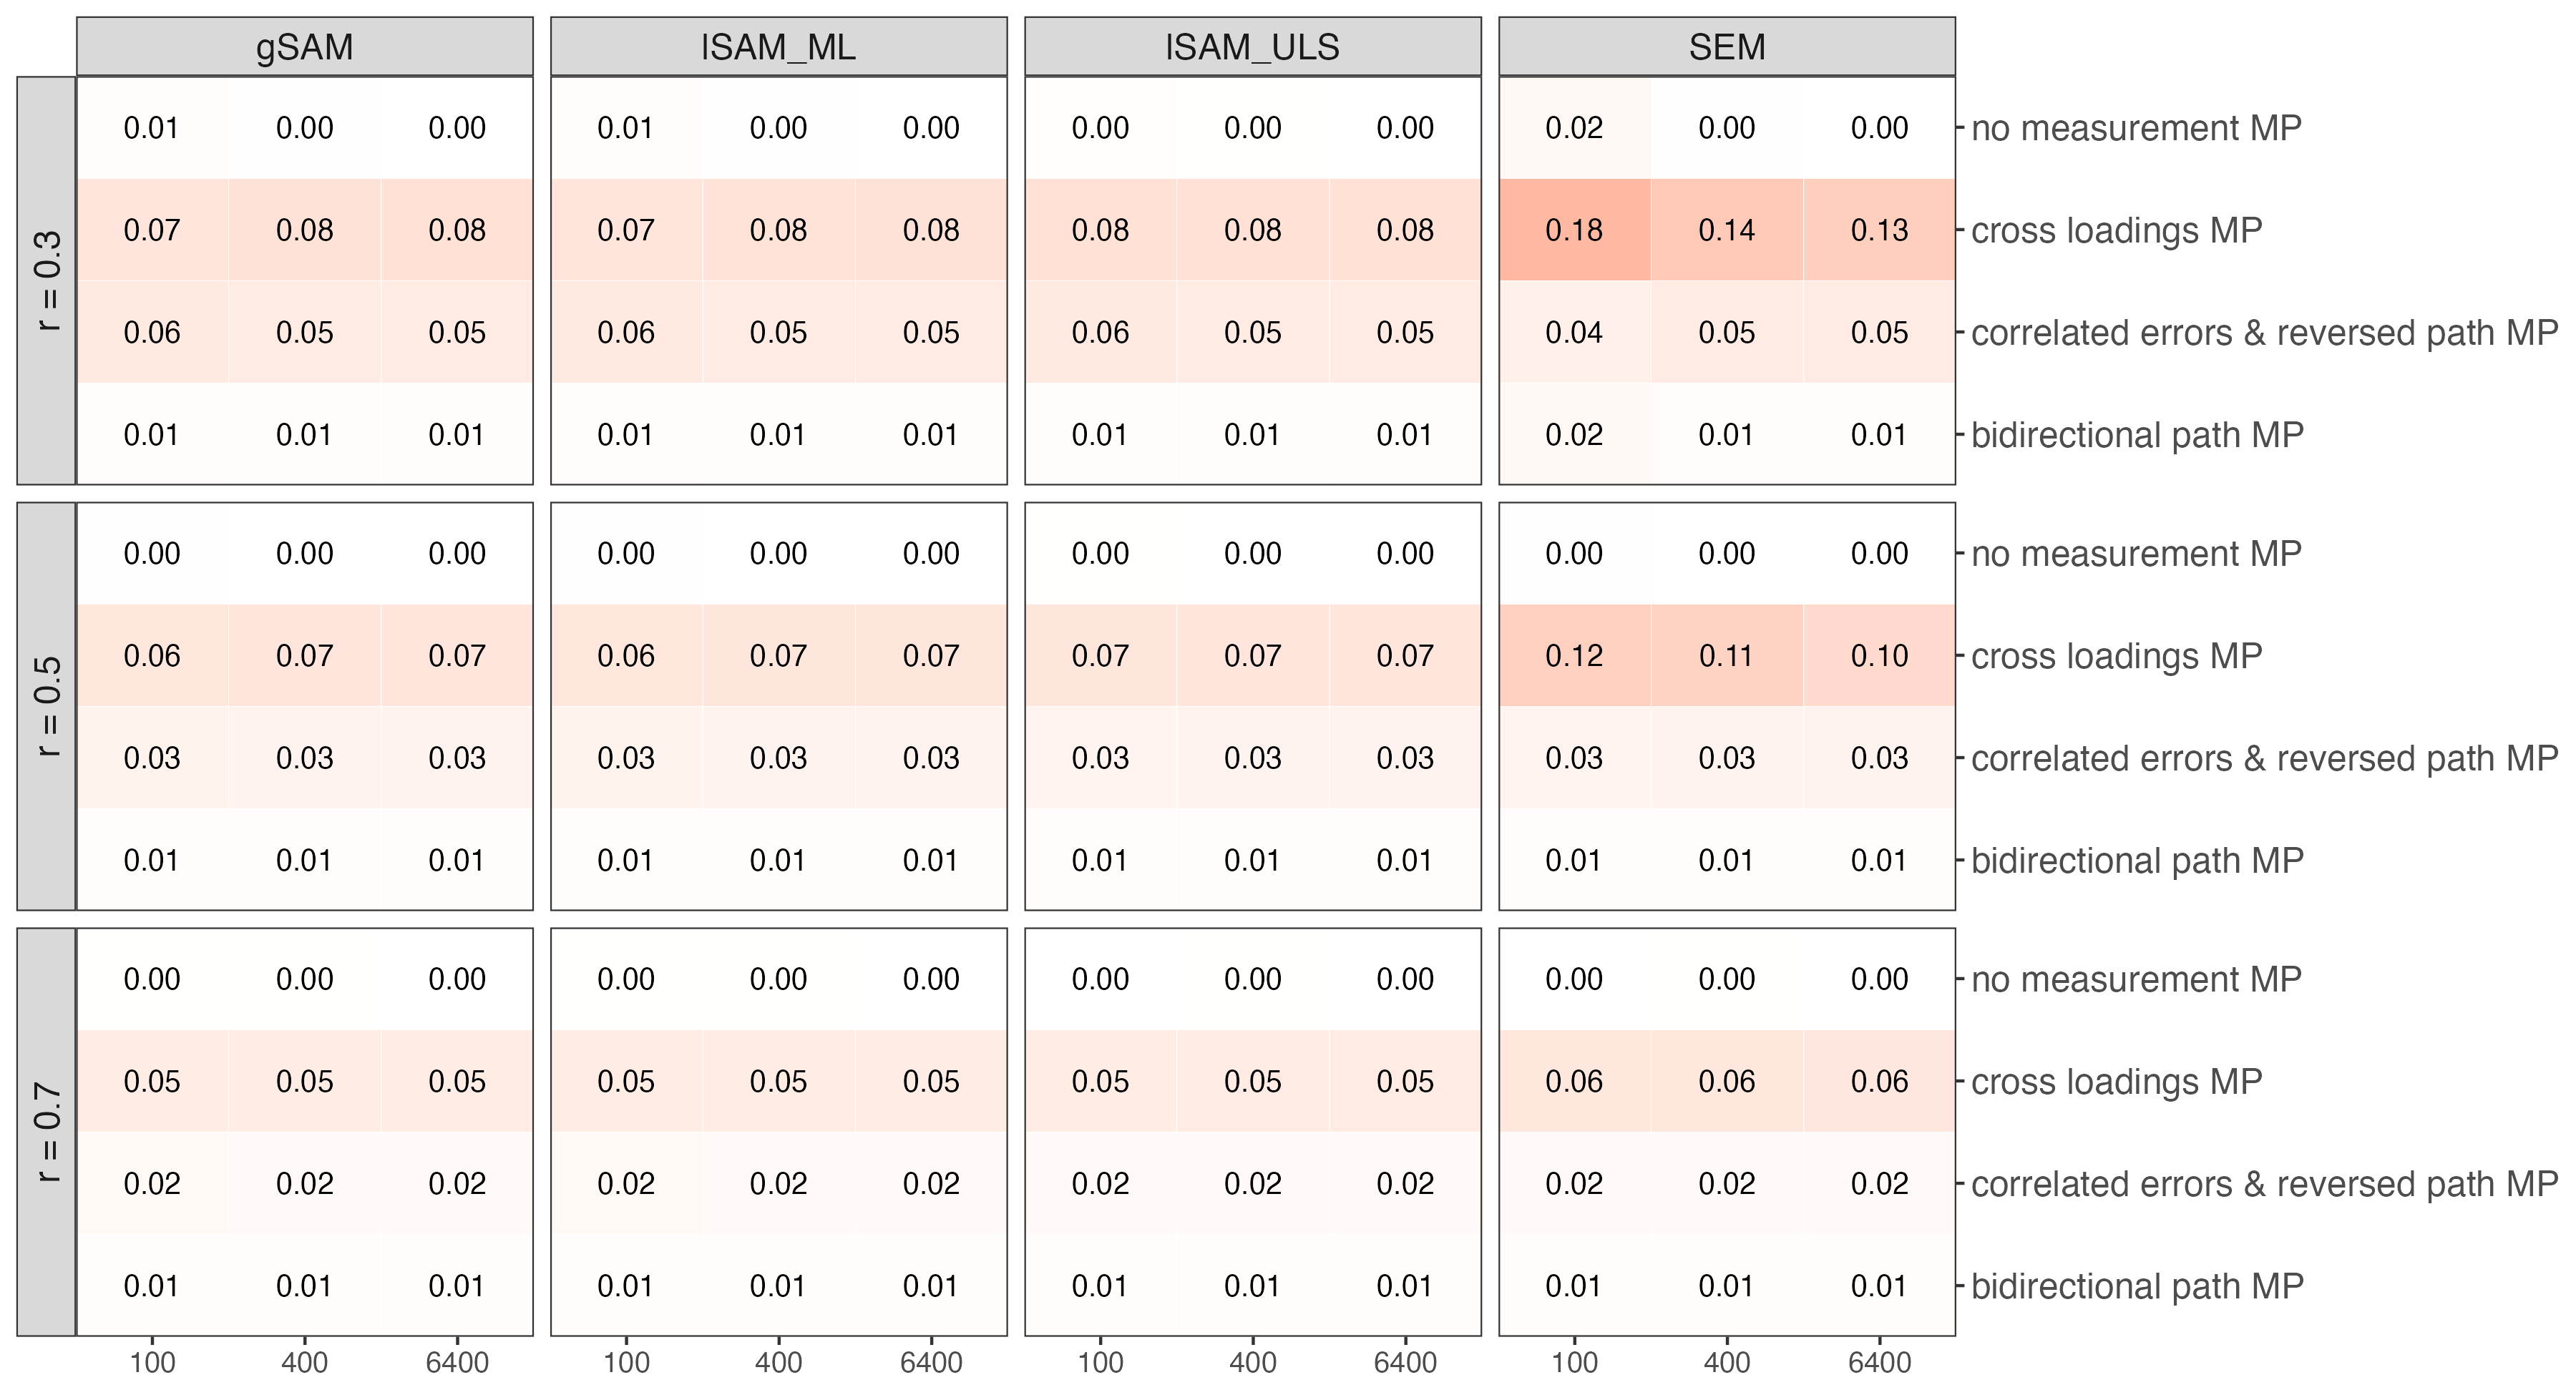 gSAM lSAM_ML lSAM_ULS SEM
r = 0.3
0.01 0.00 0.00 0.01 0.00 0.00 0.00 0.00 0.00 0.02 0.00 0.00 no measurement MP
0.07 0.08 0.08 0.07 0.08 0.08 0.08 0.08 0.08 0.18 0.14 0.13 cross loadings MP
0.06 0.05 0.05 0.06 0.05 0.05 0.06 0.05 0.05 0.04 0.05 0.05 correlated errors & reversed path MP
0.01 0.01 0.01 0.01 0.01 0.01 0.01 0.01 0.01 0.02 0.01 0.01 bidirectional path MP
r = 0.5
0.00 0.00 0.00 0.00 0.00 0.00 0.00 0.00 0.00 0.00 0.00 0.00 no measurement MP
0.06 0.07 0.07 0.06 0.07 0.07 0.07 0.07 0.07 0.12 0.11 0.10 cross loadings MP
0.03 0.03 0.03 0.03 0.03 0.03 0.03 0.03 0.03 0.03 0.03 0.03 correlated errors & reversed path MP
0.01 0.01 0.01 0.01 0.01 0.01 0.01 0.01 0.01 0.01 0.01 0.01 bidirectional path MP
r = 0.7
0.00 0.00 0.00 0.00 0.00 0.00 0.00 0.00 0.00 0.00 0.00 0.00 no measurement MP
0.05 0.05 0.05 0.05 0.05 0.05 0.05 0.05 0.05 0.06 0.06 0.06 cross loadings MP
0.02 0.02 0.02 0.02 0.02 0.02 0.02 0.02 0.02 0.02 0.02 0.02 correlated errors & reversed path MP
0.01 0.01 0.01 0.01 0.01 0.01 0.01 0.01 0.01 0.01 0.01 0.01 bidirectional path MP
100 400 6400 100 400 6400 100 400 6400 100 400 6400